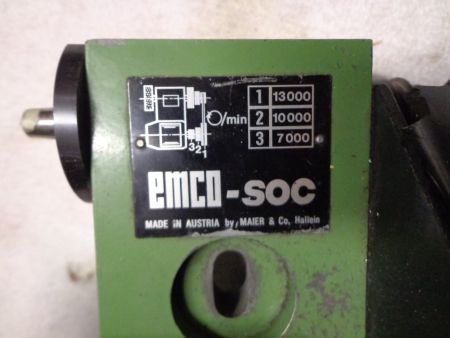 1 13000
2 10000
3 7000
/min
321
emco-SOC
MADE IN AUSTRIA by MAIER & Co. Hallein